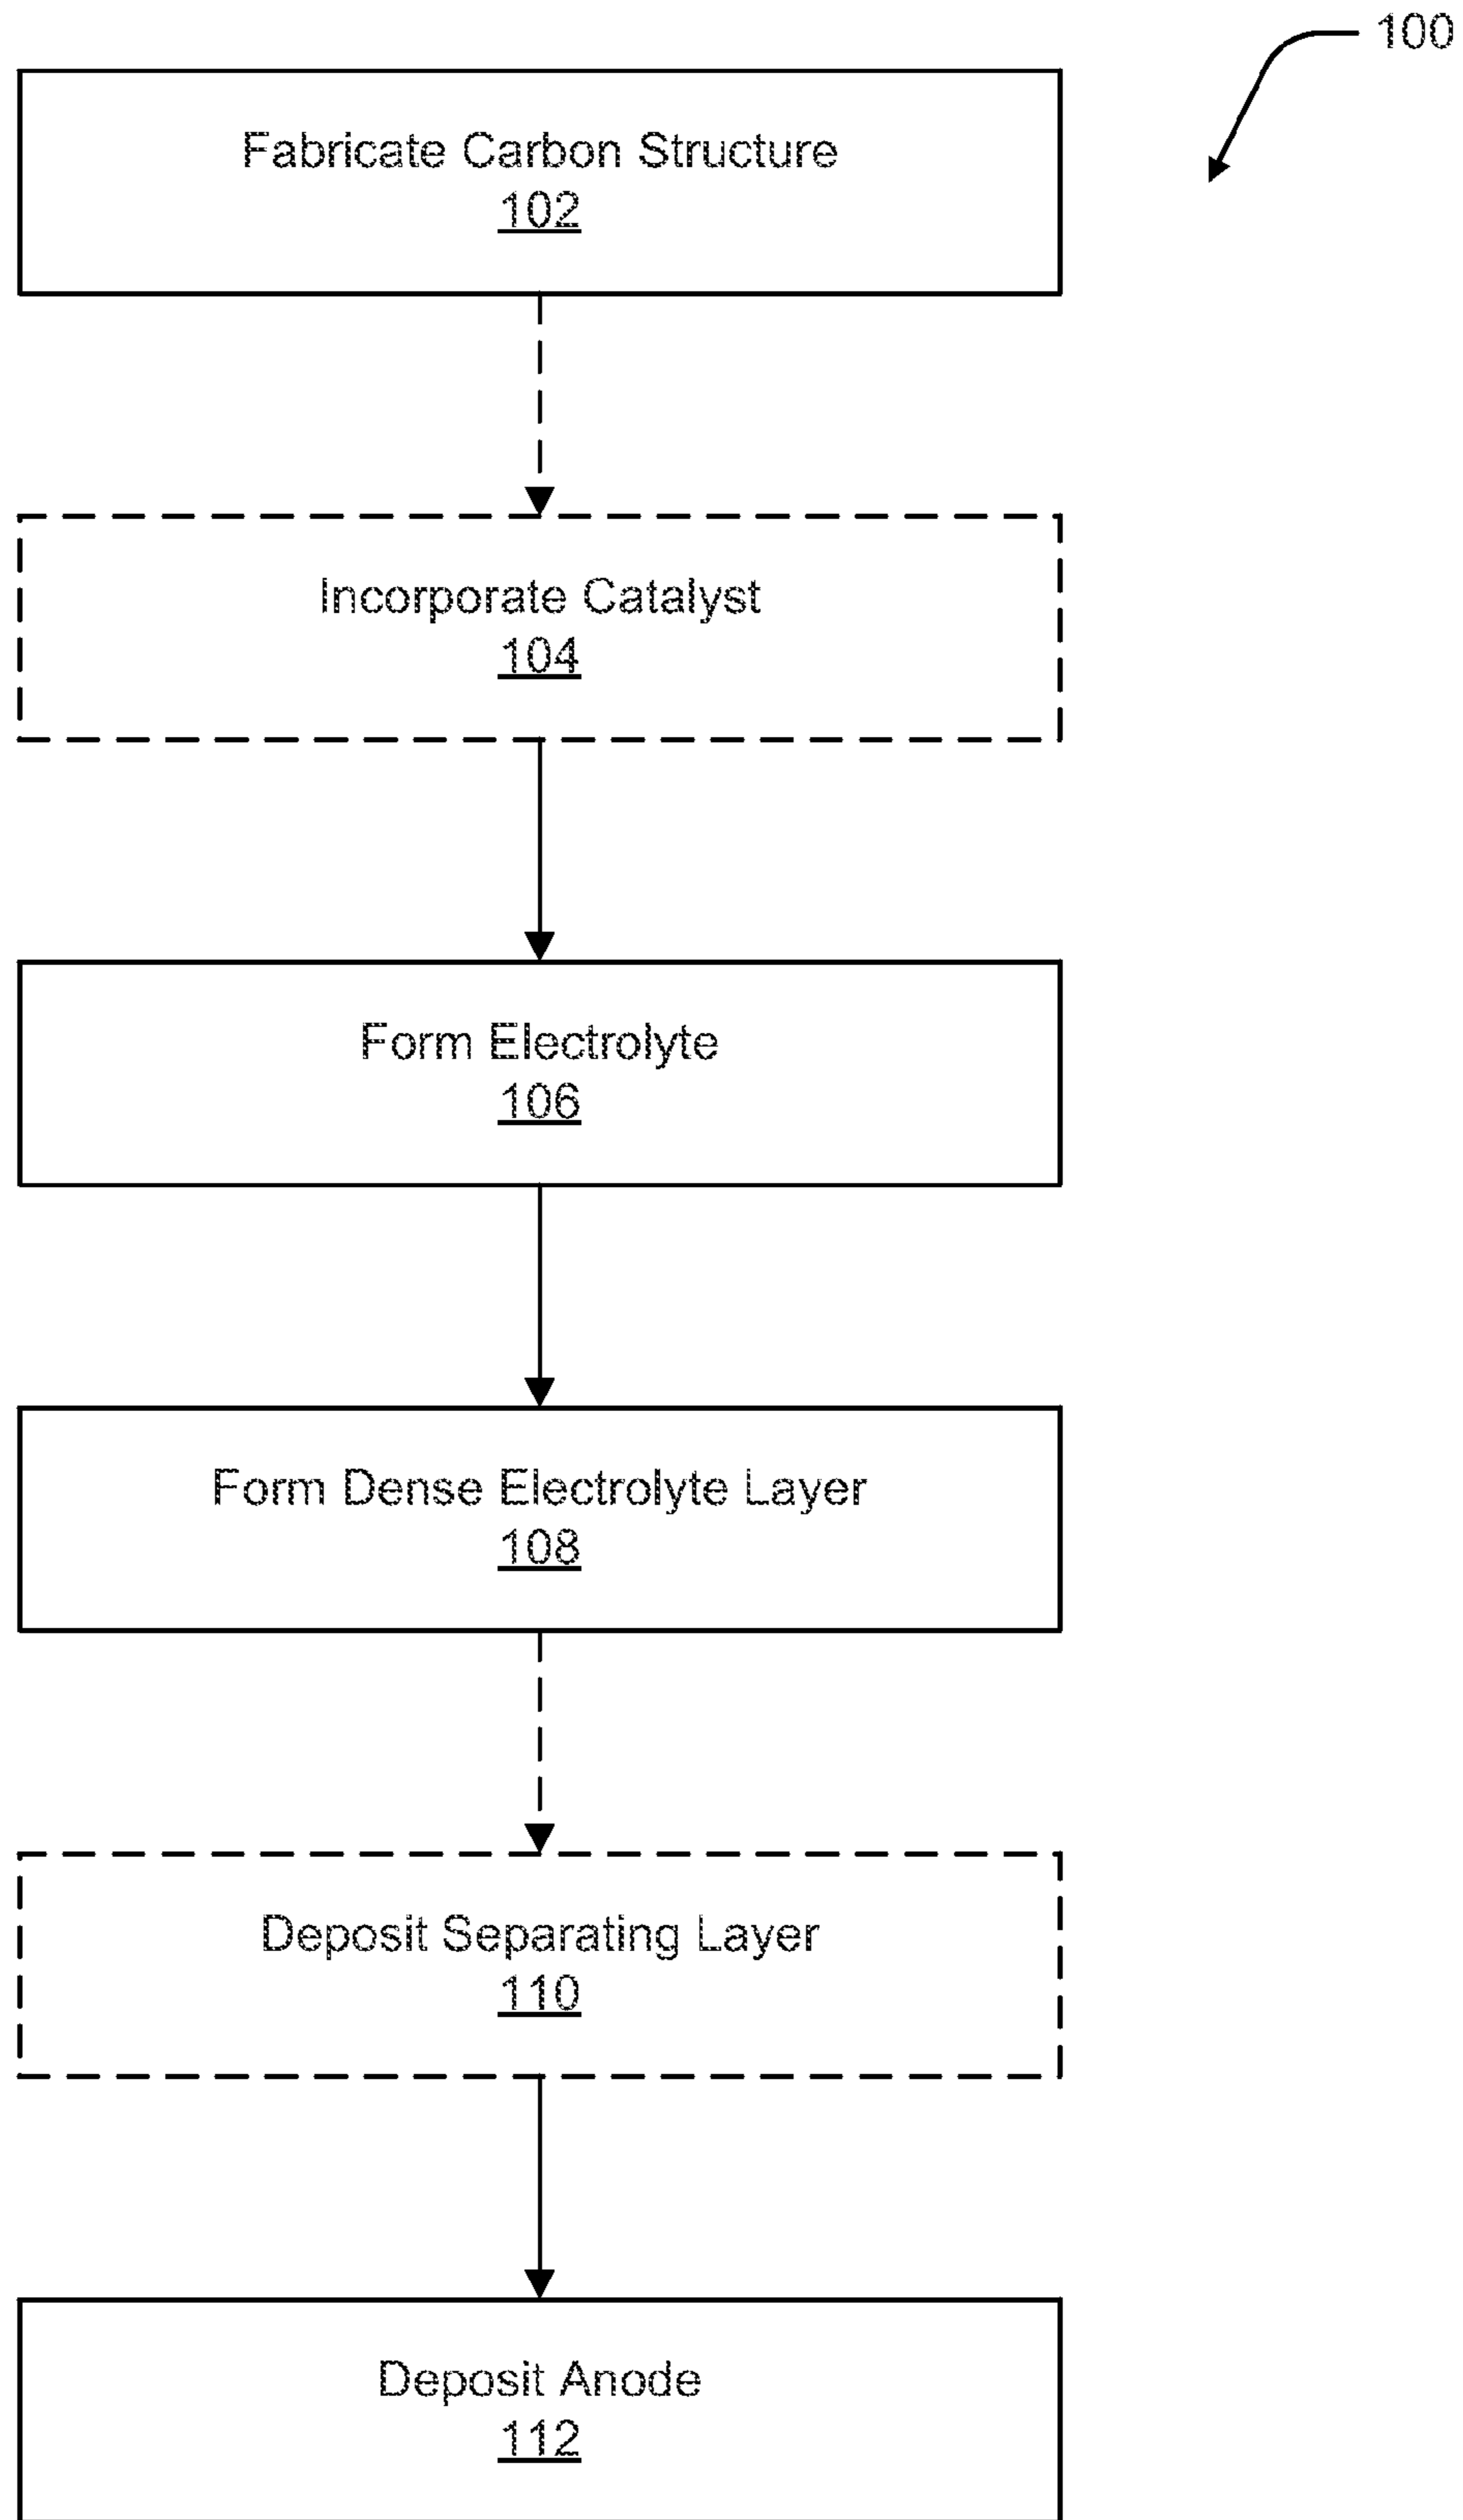 100
Fabricate Carbon Structure
102
Incorporate Catalyst
104
Form Electrolyte
106
Form Dense Electrolyte Layer
108
Deposit Separating Layer
110
Deposit Anode
112